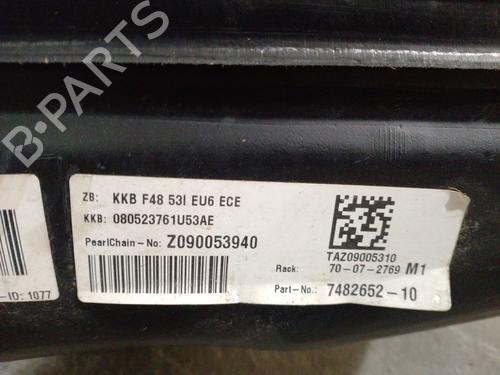 B-PARTS
ZB: KKB F48 53l EU6 ECE
KKB: 080523761U53AE
PearlChain-No: Z090053940
TAZ09005310
Rack: 70-07-2769 M1
Part-No.: 7482652-10
-ID: 1077